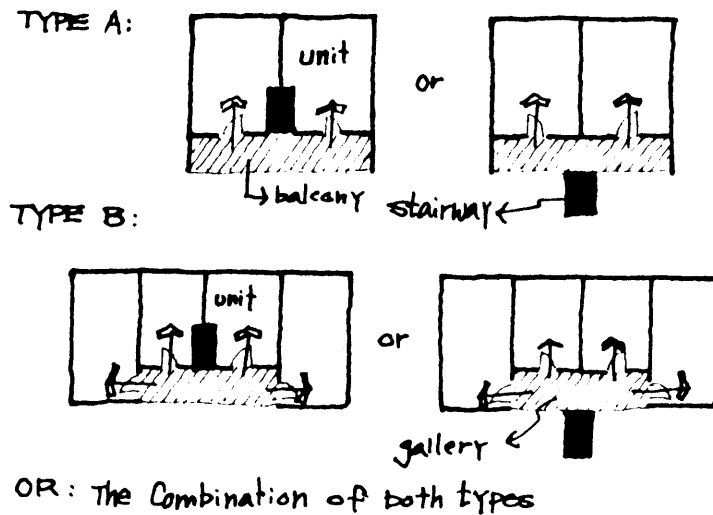 TYPE A:
unit
or
balcony
stairway
TYPE B:
unit
or
gallery
OR: The Combination of both types